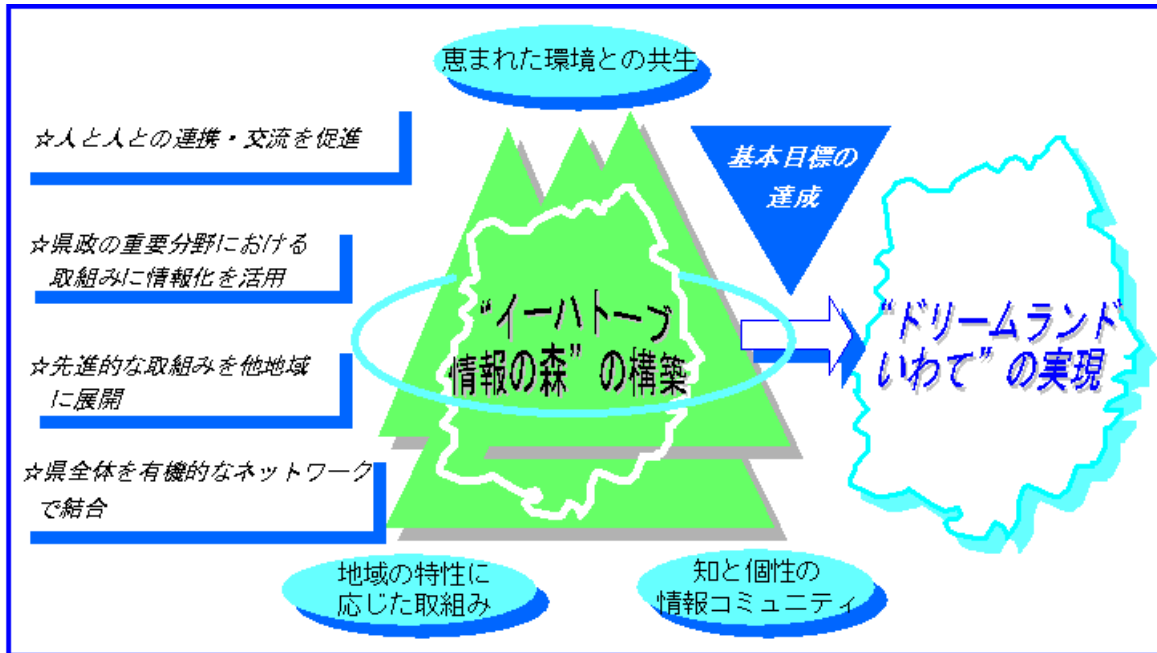 恵まれた環境との共生
☆人と人との連携・交流を促進
☆県政の重要分野における
取組みに情報化を活用
☆先進的な取組みを他地域
に展開
☆県全体を有機的なネットワーク
で結合
“イーハトーブ
情報の森”の構築
基本目標の
達成
“ドリームランド
いわて”の実現
地域の特性に
応じた取組み
知と個性の
情報コミュニティ